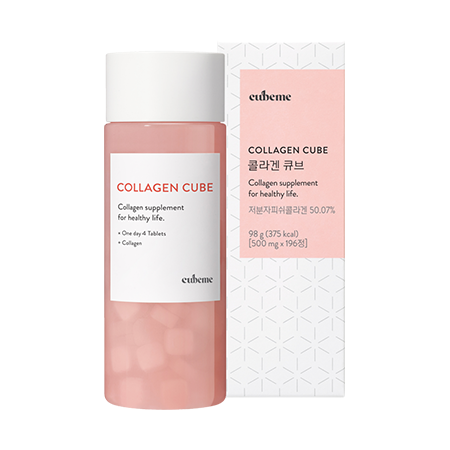 COLLAGEN CUBE
Collagen supplement
for healthy life.
+ One day 4 Tablets
+ Collagen
cubeme
cubeme
COLLAGEN CUBE
콜라겐 큐브
Collagen supplement
for healthy life.
저분자피쉬콜라겐 50.07%
98 g (375 kcal)
[500 mg x 196정]